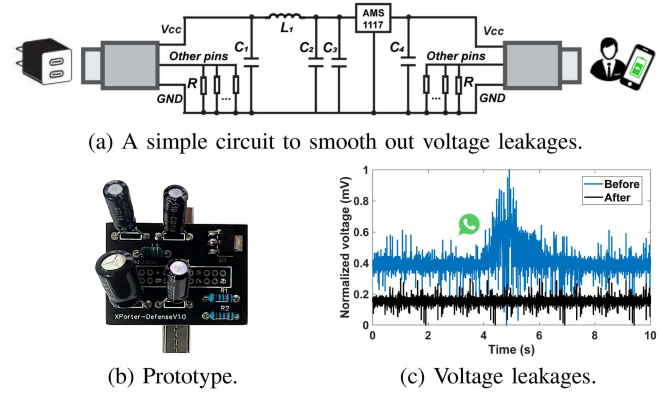 Vcc
Other pins
R
...
GND
C1
L1
C2
C3
AMS
1117
C4
Vcc
Other pins
...
R
GND
(a) A simple circuit to smooth out voltage leakages.
R1
R2
XPorter-DefenseV1.0
(b) Prototype.
Normalized voltage (mV)
1
0.8
0.6
0.4
0.2
0
Before
After
0
2
4
6
8
10
Time (s)
(c) Voltage leakages.